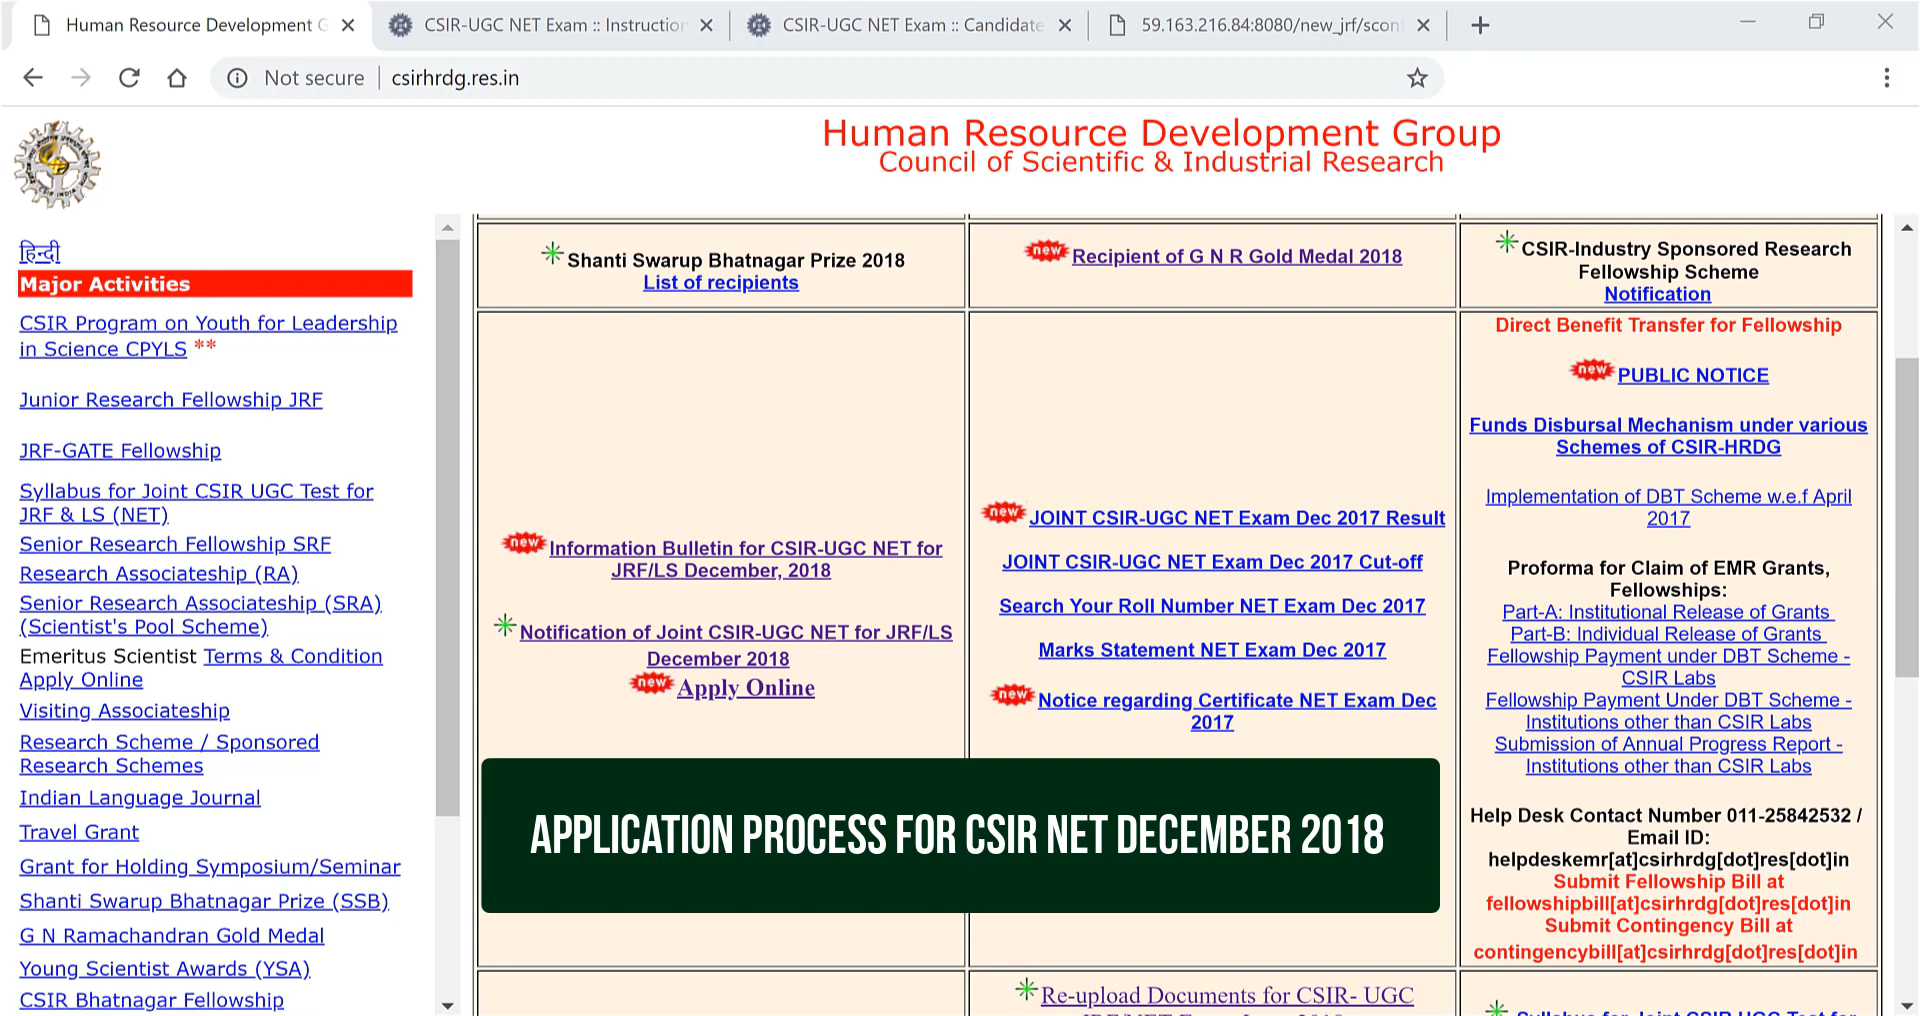 Human Resource Development G
CSIR-UGC NET Exam :: Instruction
CSIR-UGC NET Exam :: Candidate
59.163.216.84:8080/new_jrf/scon
Not secure
csirhrdg.res.in
Human Resource Development Group
Council of Scientific & Industrial Research
हिन्दी
Major Activities
CSIR Program on Youth for Leadership
in Science CPYLS **
Junior Research Fellowship JRF
JRF-GATE Fellowship
Syllabus for Joint CSIR UGC Test for
JRF & LS (NET)
Senior Research Fellowship SRF
Research Associateship (RA)
Senior Research Associateship (SRA)
(Scientist's Pool Scheme)
Emeritus Scientist Terms & Condition
Apply Online
Visiting Associateship
Research Scheme / Sponsored
Research Schemes
Indian Language Journal
Travel Grant
Grant for Holding Symposium/Seminar
Shanti Swarup Bhatnagar Prize (SSB)
G N Ramachandran Gold Medal
Young Scientist Awards (YSA)
CSIR Bhatnagar Fellowship
Shanti Swarup Bhatnagar Prize 2018
List of recipients
new Recipient of G N R Gold Medal 2018
CSIR-Industry Sponsored Research
Fellowship Scheme
Notification
new Information Bulletin for CSIR-UGC NET for
JRF/LS December, 2018
Notification of Joint CSIR-UGC NET for JRF/LS
December 2018
new Apply Online
new JOINT CSIR-UGC NET Exam Dec 2017 Result
JOINT CSIR-UGC NET Exam Dec 2017 Cut-off
Search Your Roll Number NET Exam Dec 2017
Marks Statement NET Exam Dec 2017
new Notice regarding Certificate NET Exam Dec
2017
Direct Benefit Transfer for Fellowship
new PUBLIC NOTICE
Funds Disbursal Mechanism under various
Schemes of CSIR-HRDG
Implementation of DBT Scheme w.e.f April
2017
Proforma for Claim of EMR Grants,
Fellowships:
Part-A: Institutional Release of Grants
Part-B: Individual Release of Grants
Fellowship Payment under DBT Scheme -
CSIR Labs
Fellowship Payment Under DBT Scheme -
Institutions other than CSIR Labs
Submission of Annual Progress Report -
Institutions other than CSIR Labs
Help Desk Contact Number 011-25842532 /
Email ID:
helpdeskemr[at]csirhrdg[dot]res[dot]in
Submit Fellowship Bill at
fellowshipbill[at]csirhrdg[dot]res[dot]in
Submit Contingency Bill at
contingencybill[at]csirhrdg[dot]res[dot]in
APPLICATION PROCESS FOR CSIR NET DECEMBER 2018
Re-upload Documents for CSIR- UGC